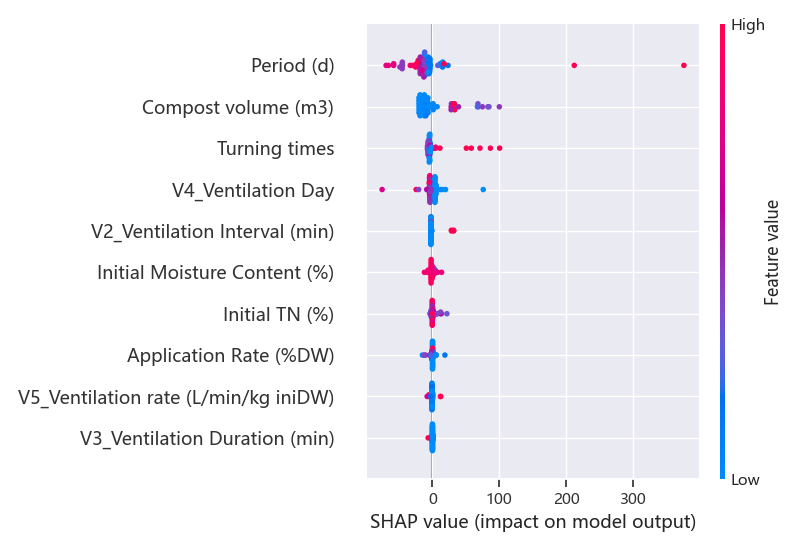 High
Period (d)
Compost volume (m3)
Turning times
V4_Ventilation Day
V2_Ventilation Interval (min)
Initial Moisture Content (%)
Initial TN (%)
Application Rate (%DW)
V5_Ventilation rate (L/min/kg iniDW)
V3_Ventilation Duration (min)
Feature value
Low
0 100 200 300
SHAP value (impact on model output)